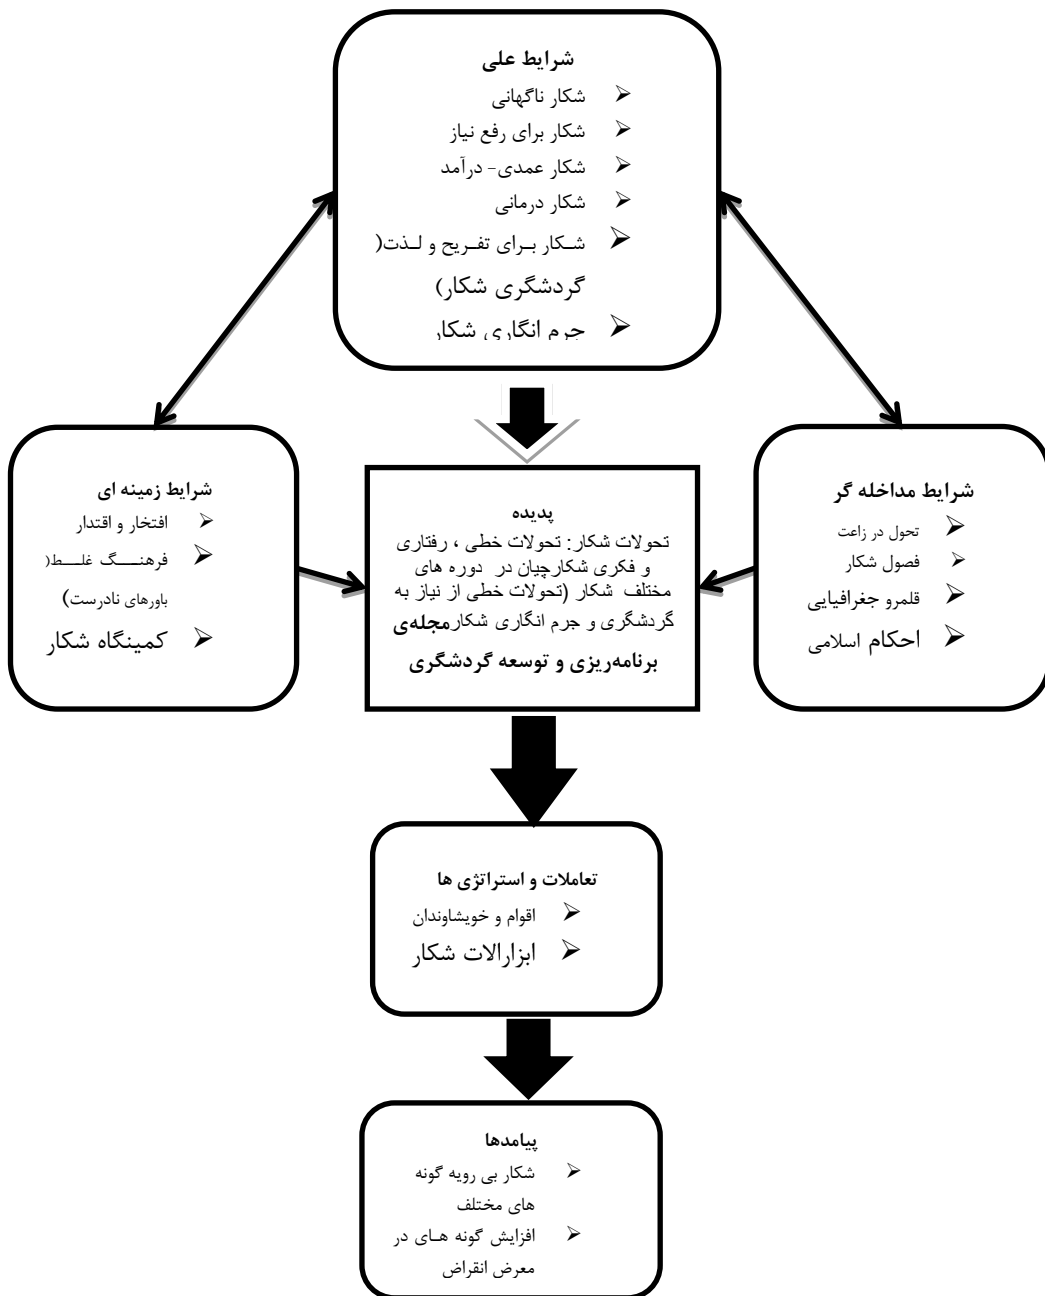 شرایط علی
➢ شکار ناگهانی
➢ شکار برای رفع نیاز
➢ شکار عمدی- درآمد
➢ شکار درمانی
➢ شکار برای تفریح و لذت(
گردشگری شکار)
➢ جرم انگاری شکار
شرایط مداخله گر
➢ تحول در زاعت
➢ فصول شکار
➢ قلمرو جغرافیایی
➢ احکام اسلامی
پدیده
تحولات شکار: تحولات خطی ، رفتاری
و فکری شکارچیان در دوره های
مختلف شکار (تحولات خطی از نیاز به
گردشگری و جرم انگاری شکارمجله‌ی
برنامه‌ریزی و توسعه گردشگری
شرایط زمینه ای
➢ افتخار و اقتدار
➢ فرهنگ غلط(
باورهای نادرست)
➢ کمینگاه شکار
تعاملات و استراتژی ها
➢ اقوام و خویشاوندان
➢ ابزارالات شکار
پیامدها
➢ شکار بی رویه گونه
های مختلف
➢ افزایش گونه های در
معرض انقراض